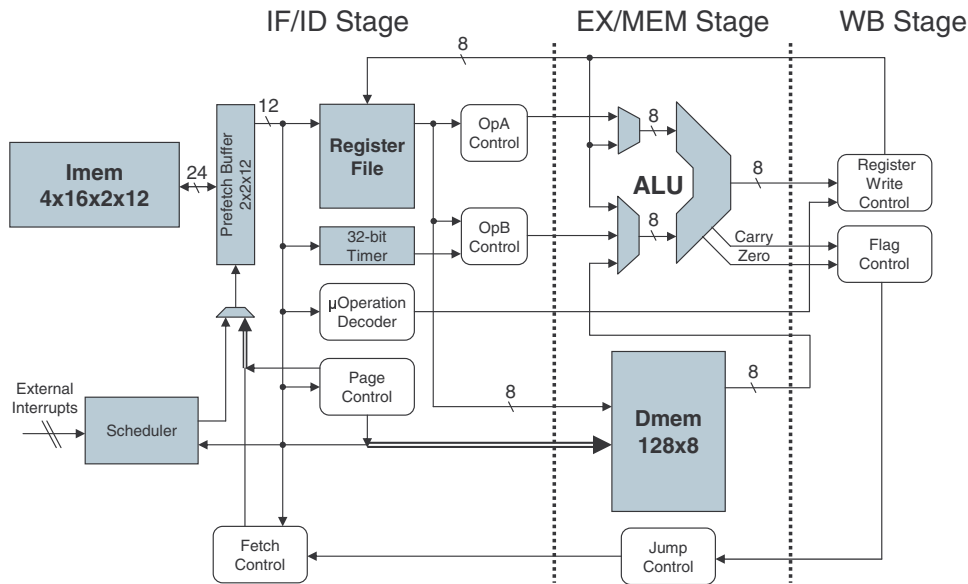 IF/ID Stage
EX/MEM Stage
WB Stage
8
12
Imem
4x16x2x12
24
Prefetch Buffer
2x2x12
Register
File
OpA
Control
8
ALU
8
Register
Write
Control
32-bit
Timer
OpB
Control
8
Carry
Zero
Flag
Control
µOperation
Decoder
Page
Control
External
Interrupts
Scheduler
8
Dmem
128x8
8
Fetch
Control
Jump
Control